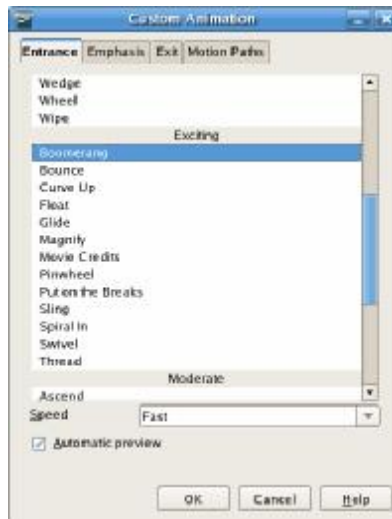 Custom Animation
Entrance Emphasis Exit Motion Paths
Wedge
Wheel
Wipe
Exciting
Boomerang
Bounce
Curve Up
Float
Glide
Magnify
Movie Credits
Pinwheel
Put on the Breaks
Sling
Spiral In
Swivel
Thread
Moderate
Ascend
Speed Fast
Automatic preview
OK Cancel Help